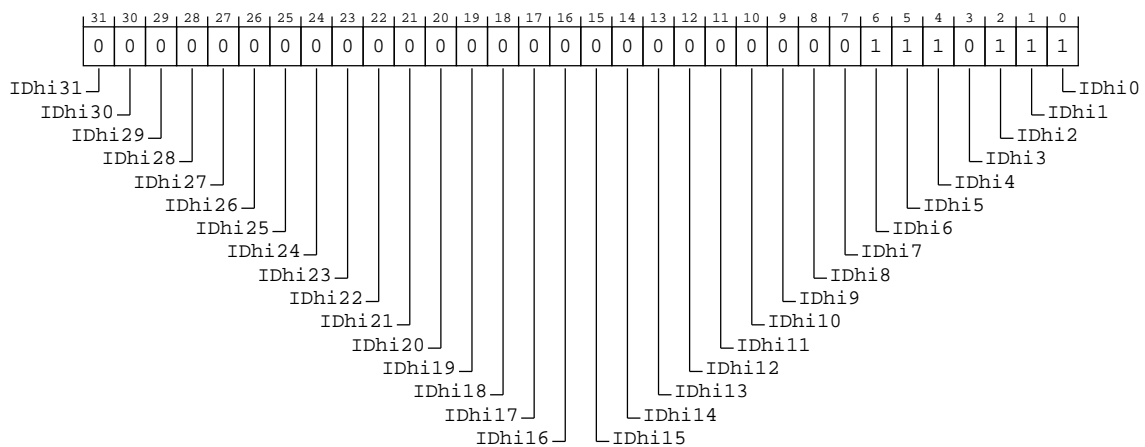 31 30 29 28 27 26 25 24 23 22 21 20 19 18 17 16 15 14 13 12 11 10 9 8 7 6 5 4 3 2 1 0
0 0 0 0 0 0 0 0 0 0 0 0 0 0 0 0 0 0 0 0 0 0 0 0 0 1 1 1 0 1 1 1
IDhi31 IDhi0
IDhi30 IDhi1
IDhi29 IDhi2
IDhi28 IDhi3
IDhi27 IDhi4
IDhi26 IDhi5
IDhi25 IDhi6
IDhi24 IDhi7
IDhi23 IDhi8
IDhi22 IDhi9
IDhi21 IDhi10
IDhi20 IDhi11
IDhi19 IDhi12
IDhi18 IDhi13
IDhi17 IDhi14
IDhi16 IDhi15